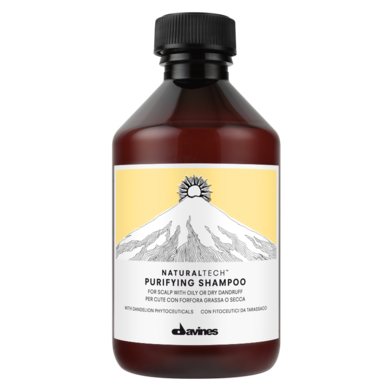 NATURALTECH™
PURIFYING SHAMPOO
FOR SCALP WITH OILY OR DRY DANDRUFF
PER CUTE CON FORFORA GRASSA O SECCA
WITH DANDELION PHYTOCEUTICALS CON FITOCEUTICI DA TARASSACO
davines